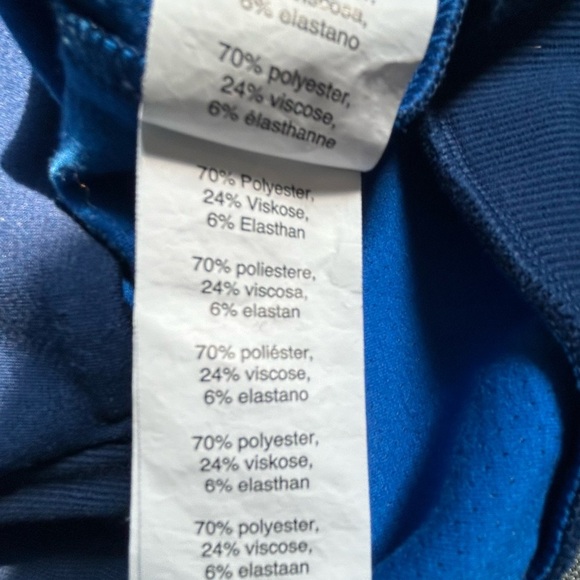 viscosa,
6% elastano
70% polyester,
24% viscose,
6% élasthanne
70% Polyester,
24% Viskose,
6% Elasthan
70% poliestere,
24% viscosa,
6% elastan
70% poliéster,
24% viscose,
6% elastano
70% polyester,
24% viskose,
6% elasthan
70% polyester,
24% viscose,
6% elastaan